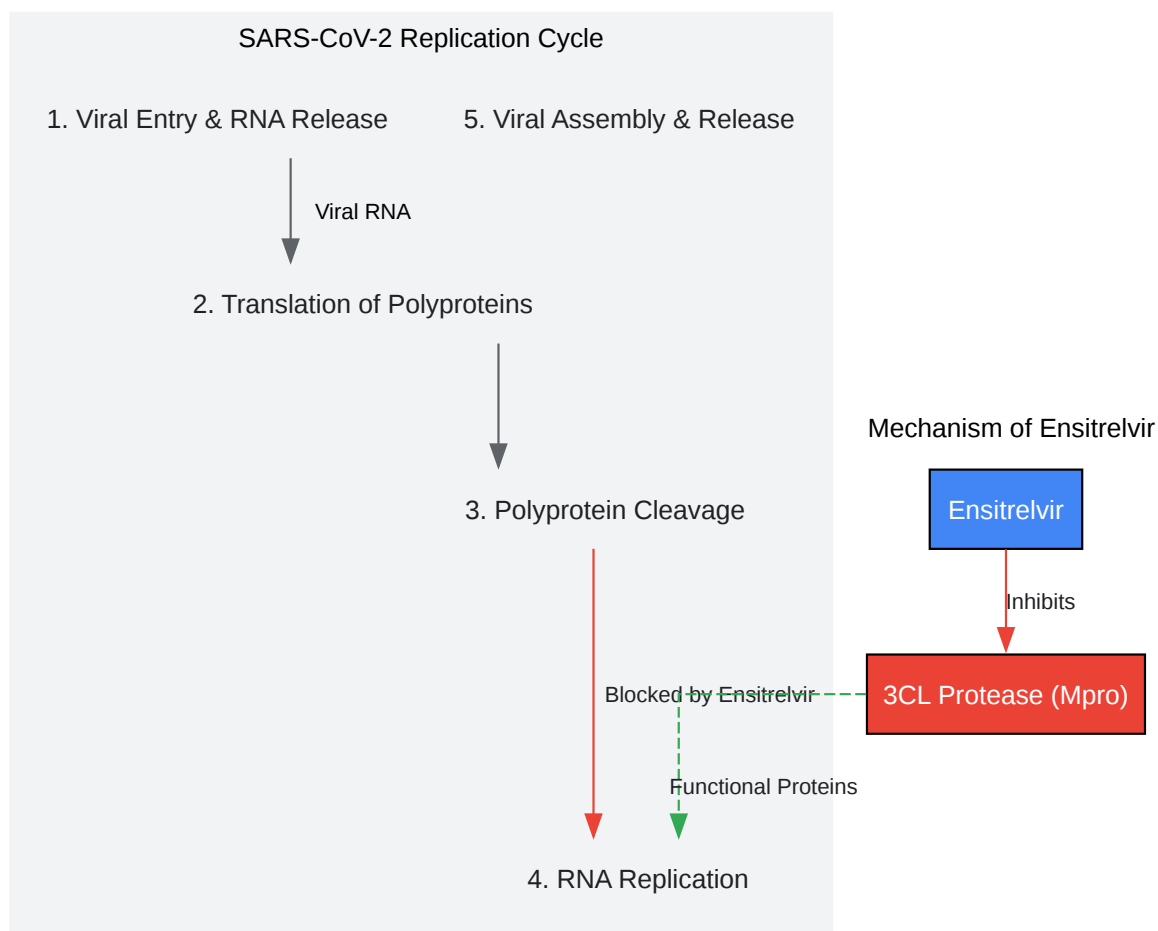 SARS-CoV-2 Replication Cycle
1. Viral Entry & RNA Release
5. Viral Assembly & Release
Viral RNA
2. Translation of Polyproteins
Mechanism of Ensitrelvir
3. Polyprotein Cleavage
Ensitrelvir
Inhibits
Blocked by Ensitrelvir
3CL Protease (Mpro)
Functional Proteins
4. RNA Replication